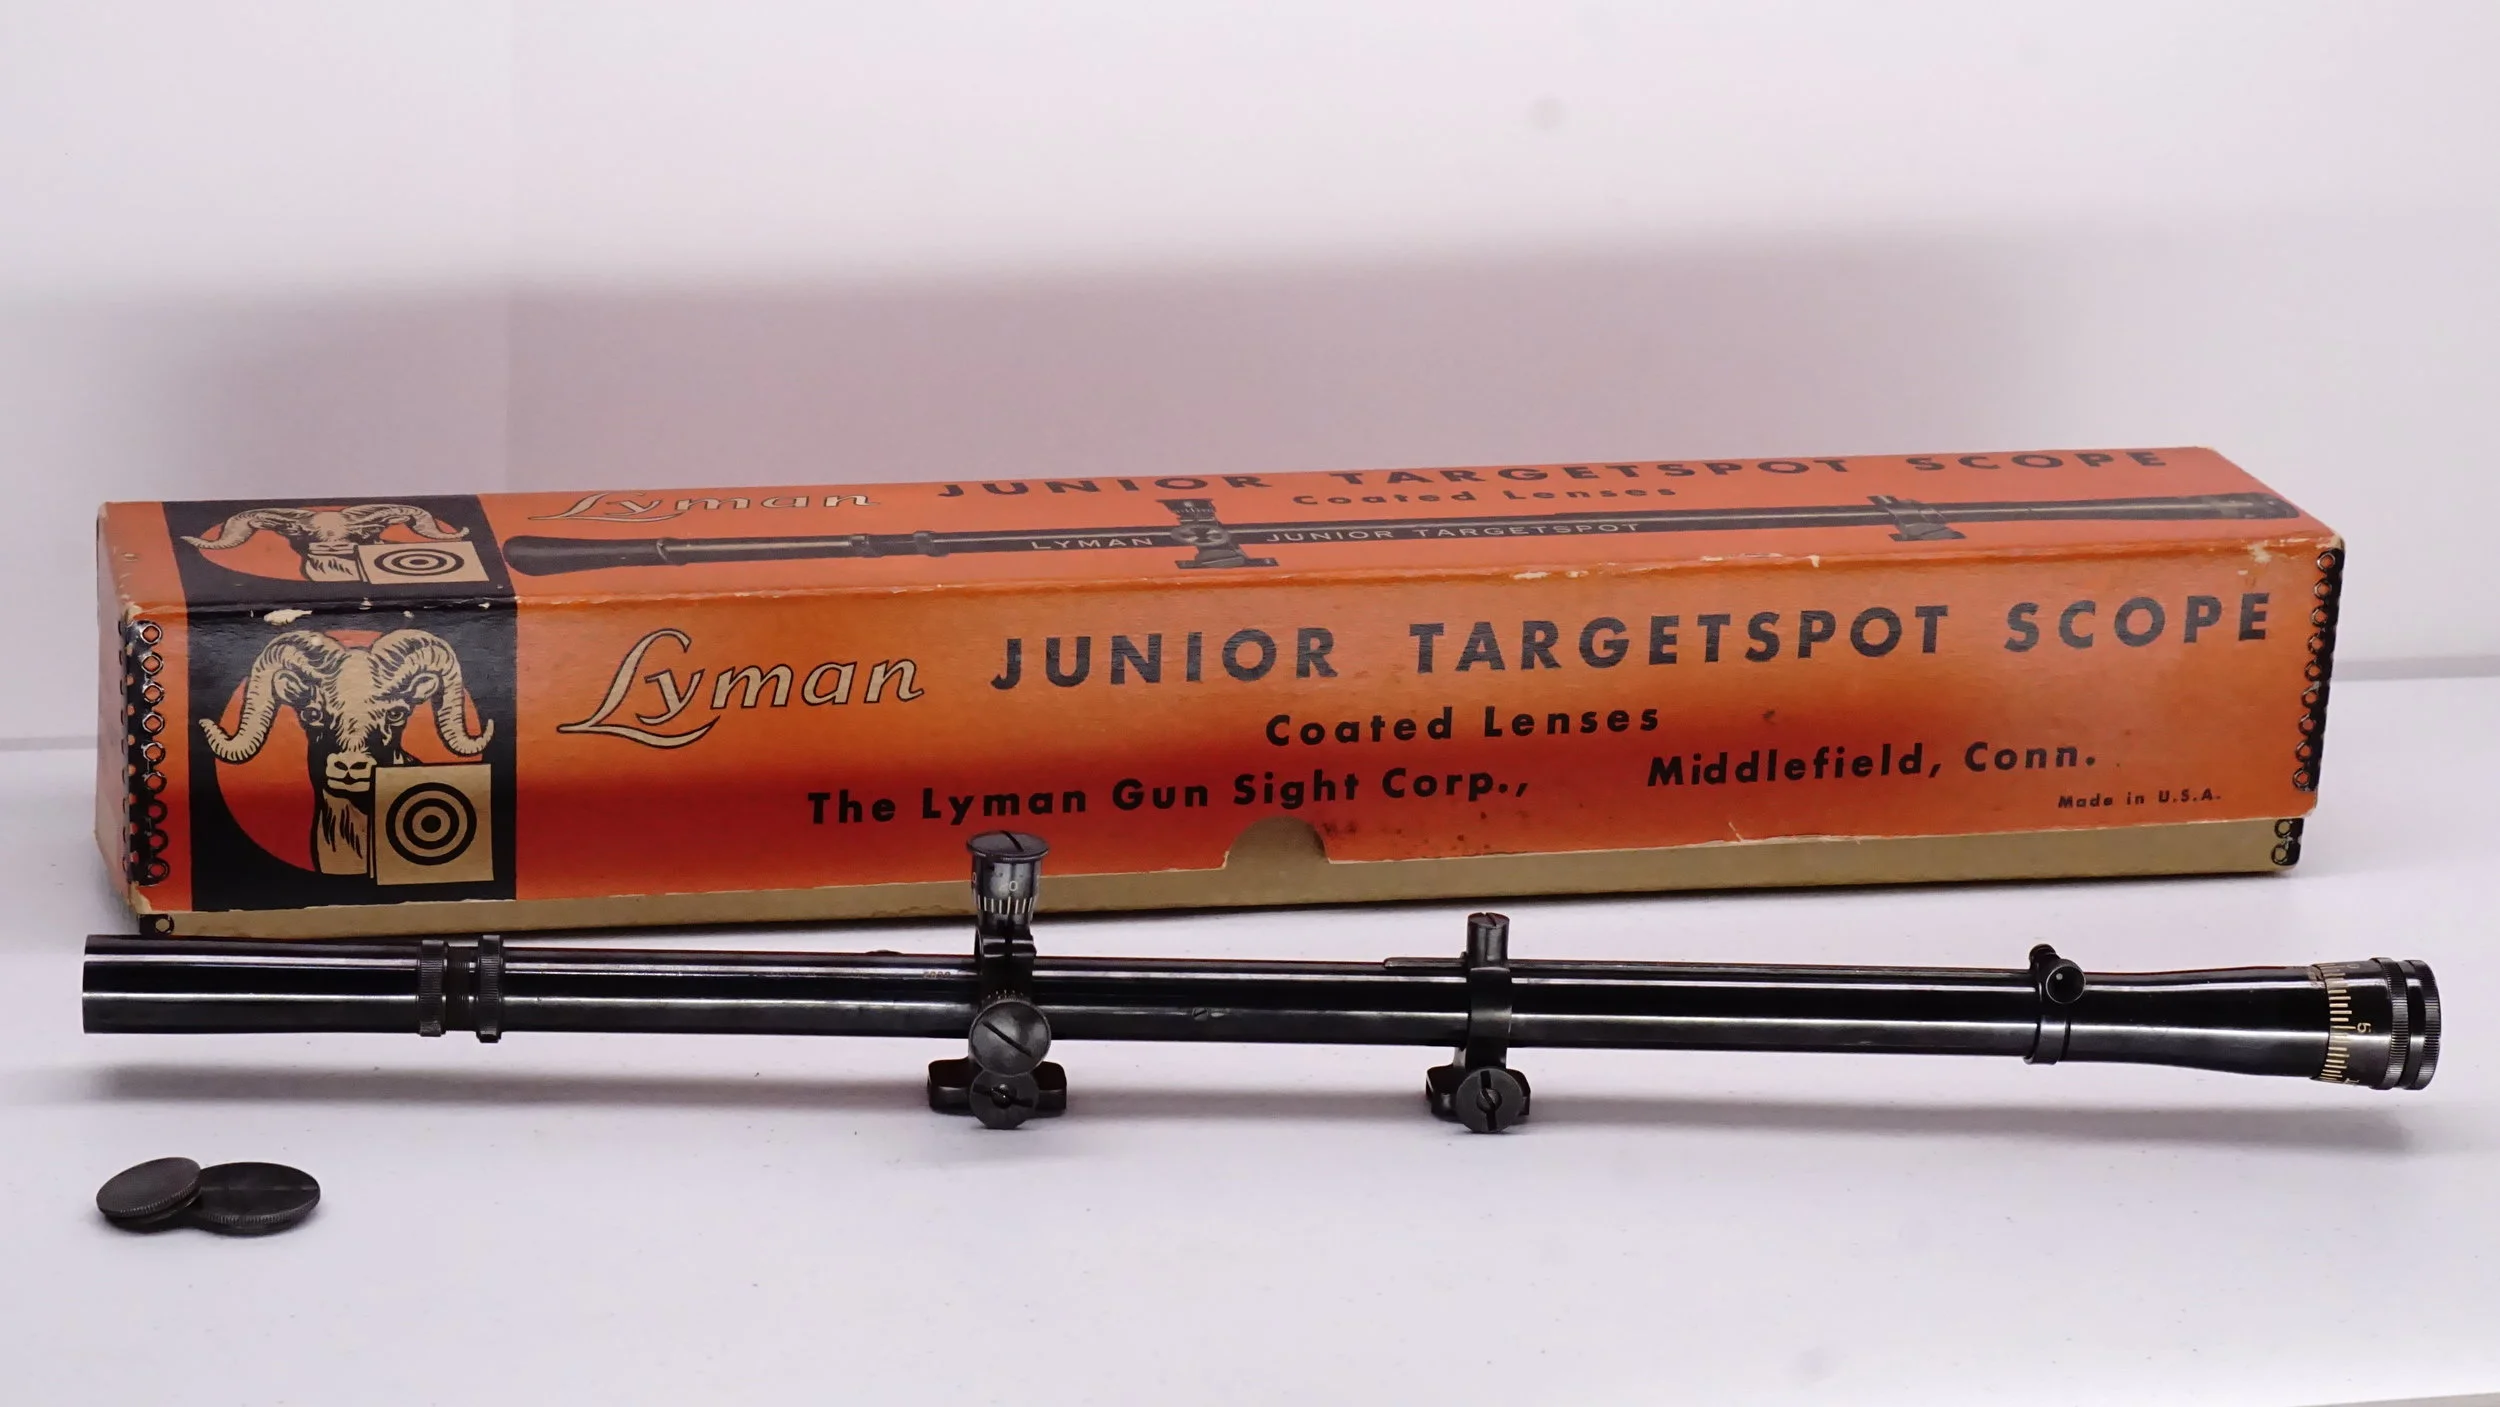 Lyman JUNIOR TARGETSPOT SCOPE
Coated Lenses
LYMAN JUNIOR TARGETSPOT
Lyman JUNIOR TARGETSPOT SCOPE
Coated Lenses
The Lyman Gun Sight Corp., Middlefield, Conn.
Made in U.S.A.
5